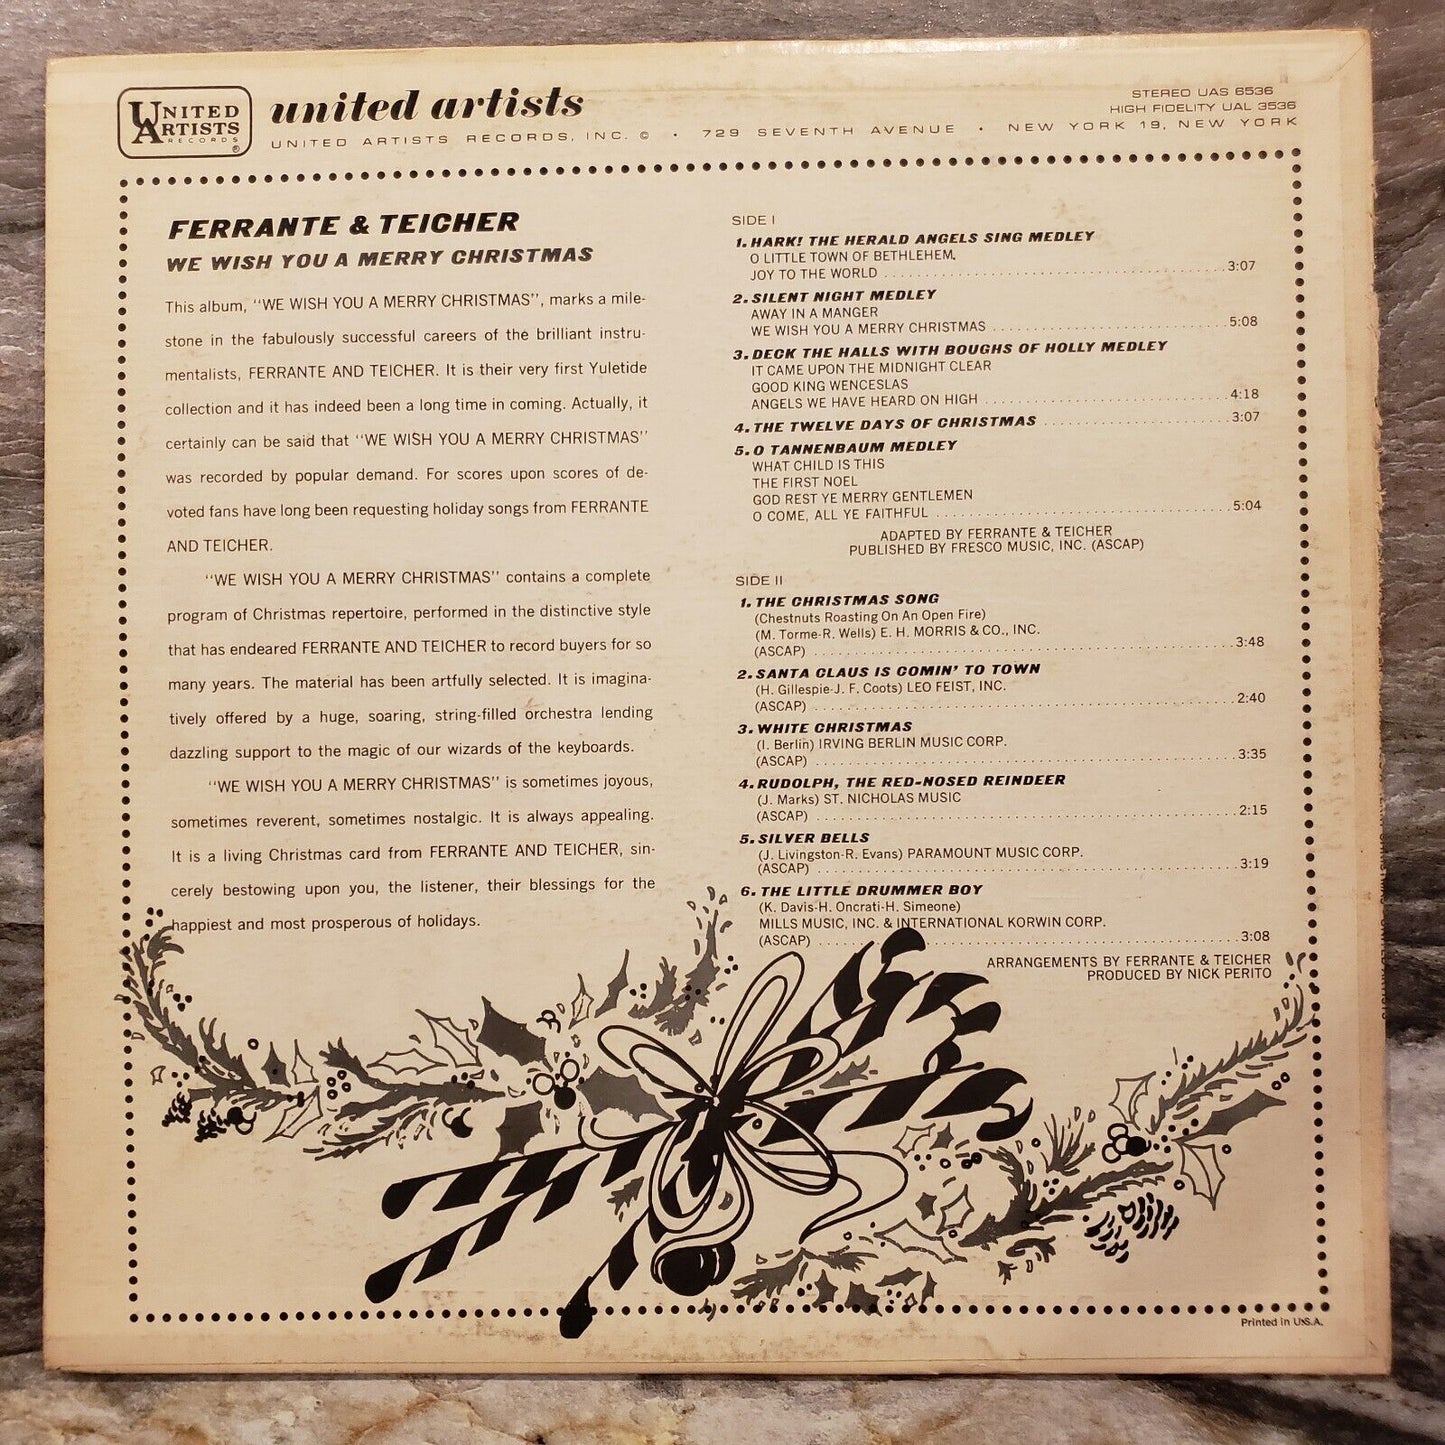 UNITED
ARTISTS
RECORDS
®
united artists
UNITED ARTISTS RECORDS, INC. © • 729 SEVENTH AVENUE • NEW YORK 19, NEW YORK
STEREO UAS 6536
HIGH FIDELITY UAL 3536
FERRANTE & TEICHER
WE WISH YOU A MERRY CHRISTMAS
This album, "WE WISH YOU A MERRY CHRISTMAS", marks a mile-
stone in the fabulously successful careers of the brilliant instru-
mentalists, FERRANTE AND TEICHER. It is their very first Yuletide
collection and it has indeed been a long time in coming. Actually, it
certainly can be said that "WE WISH YOU A MERRY CHRISTMAS"
was recorded by popular demand. For scores upon scores of de-
voted fans have long been requesting holiday songs from FERRANTE
AND TEICHER.
"WE WISH YOU A MERRY CHRISTMAS" contains a complete
program of Christmas repertoire, performed in the distinctive style
that has endeared FERRANTE AND TEICHER to record buyers for so
many years. The material has been artfully selected. It is imagina-
tively offered by a huge, soaring, string-filled orchestra lending
dazzling support to the magic of our wizards of the keyboards.
"WE WISH YOU A MERRY CHRISTMAS" is sometimes joyous,
sometimes reverent, sometimes nostalgic. It is always appealing.
It is a living Christmas card from FERRANTE AND TEICHER, sin-
cerely bestowing upon you, the listener, their blessings for the
happiest and most prosperous of holidays.
SIDE I
1. HARK! THE HERALD ANGELS SING MEDLEY
O LITTLE TOWN OF BETHLEHEM.
JOY TO THE WORLD 3:07
2. SILENT NIGHT MEDLEY
AWAY IN A MANGER
WE WISH YOU A MERRY CHRISTMAS 5:08
3. DECK THE HALLS WITH BOUGHS OF HOLLY MEDLEY
IT CAME UPON THE MIDNIGHT CLEAR
GOOD KING WENCESLAS
ANGELS WE HAVE HEARD ON HIGH 4:18
4. THE TWELVE DAYS OF CHRISTMAS 3:07
5. O TANNENBAUM MEDLEY
WHAT CHILD IS THIS
THE FIRST NOEL
GOD REST YE MERRY GENTLEMEN
O COME, ALL YE FAITHFUL 5:04
ADAPTED BY FERRANTE & TEICHER
PUBLISHED BY FRESCO MUSIC, INC. (ASCAP)
SIDE II
1. THE CHRISTMAS SONG
(Chestnuts Roasting On An Open Fire)
(M. Torme-R. Wells) E. H. MORRIS & CO., INC.
(ASCAP) 3:48
2. SANTA CLAUS IS COMIN' TO TOWN
(H. Gillespie-J. F. Coots) LEO FEIST, INC.
(ASCAP) 2:40
3. WHITE CHRISTMAS
(I. Berlin) IRVING BERLIN MUSIC CORP.
(ASCAP) 3:35
4. RUDOLPH, THE RED-NOSED REINDEER
(J. Marks) ST. NICHOLAS MUSIC
(ASCAP) 2:15
5. SILVER BELLS
(J. Livingston-R. Evans) PARAMOUNT MUSIC CORP.
(ASCAP) 3:19
6. THE LITTLE DRUMMER BOY
(K. Davis-H. Oncrati-H. Simeone)
MILLS MUSIC, INC. & INTERNATIONAL KORWIN CORP.
(ASCAP) 3:08
ARRANGEMENTS BY FERRANTE & TEICHER
PRODUCED BY NICK PERITO
Printed in U.S.A.